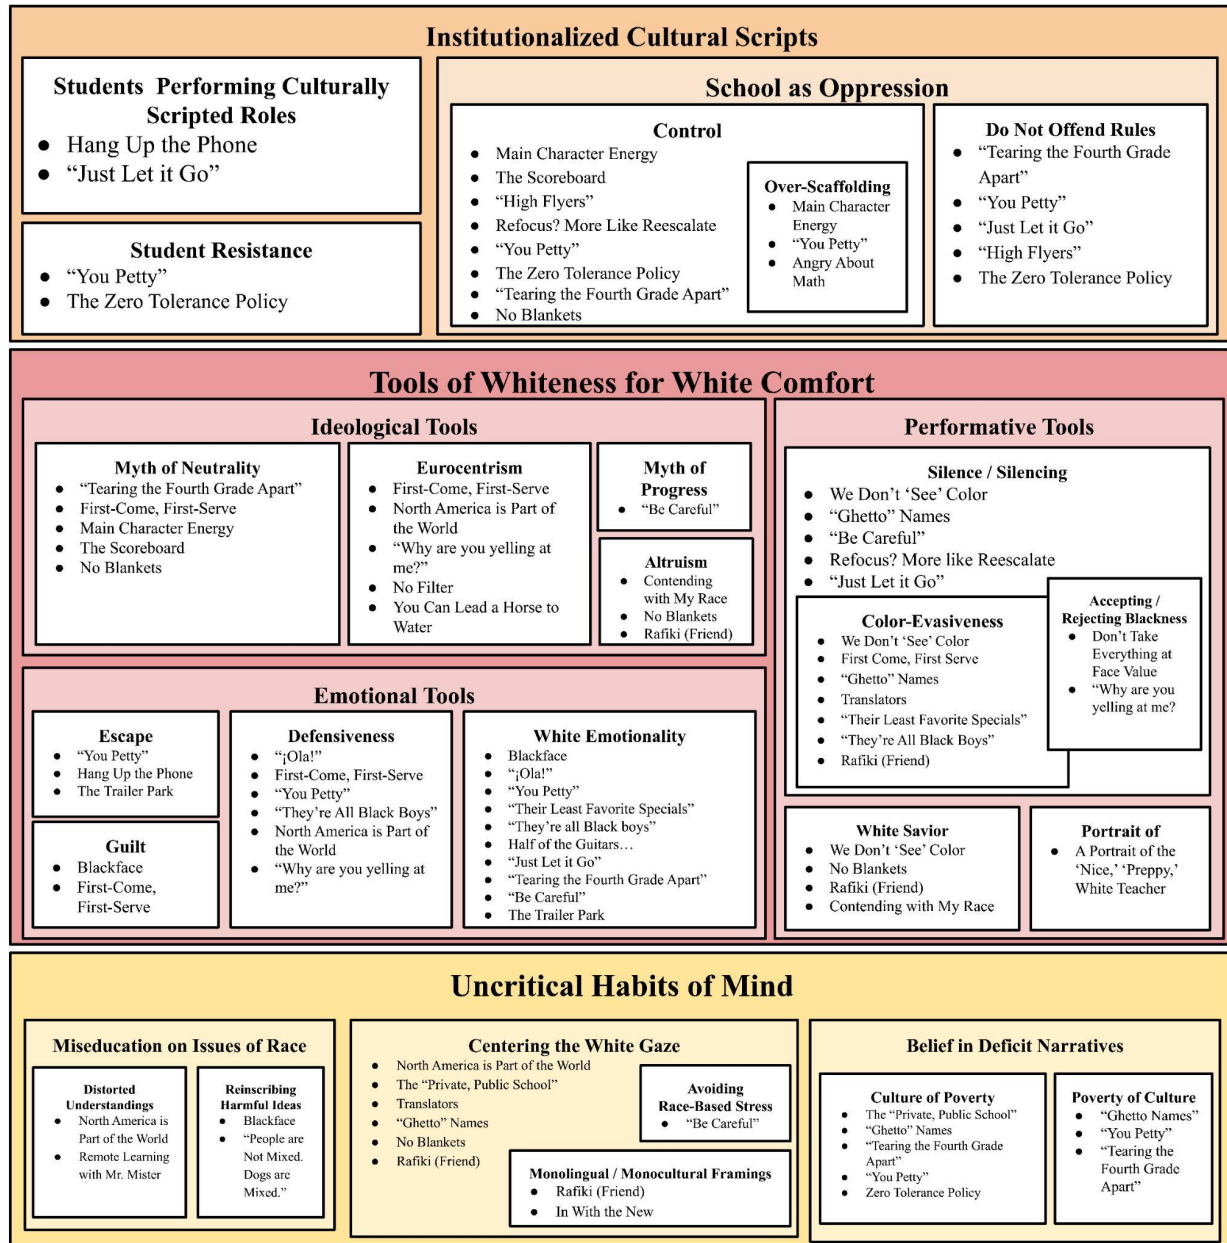 Institutionalized Cultural Scripts
Students Performing Culturally
Scripted Roles
● Hang Up the Phone
● “Just Let it Go”
Student Resistance
● “You Petty”
● The Zero Tolerance Policy
School as Oppression
Control
● Main Character Energy
● The Scoreboard
● “High Flyers”
● Refocus? More Like Reescalate
● “You Petty”
● The Zero Tolerance Policy
● “Tearing the Fourth Grade Apart”
● No Blankets
Over-Scaffolding
● Main Character
Energy
● “You Petty”
● Angry About
Math
Do Not Offend Rules
● “Tearing the Fourth Grade
Apart”
● “You Petty”
● “Just Let it Go”
● “High Flyers”
● The Zero Tolerance Policy
Tools of Whiteness for White Comfort
Ideological Tools
Myth of Neutrality
● “Tearing the Fourth Grade Apart”
● First-Come, First-Serve
● Main Character Energy
● The Scoreboard
● No Blankets
Eurocentrism
● First-Come, First-Serve
● North America is Part of
the World
● “Why are you yelling at
me?”
● No Filter
● You Can Lead a Horse to
Water
Myth of
Progress
● “Be Careful”
Altruism
● Contending
with My Race
● No Blankets
● Rafiki (Friend)
Emotional Tools
Escape
● “You Petty”
● Hang Up the Phone
● The Trailer Park
Guilt
● Blackface
● First-Come,
First-Serve
Defensiveness
● “¡Ola!”
● First-Come, First-Serve
● “You Petty”
● “They’re All Black Boys”
● North America is Part of
the World
● “Why are you yelling at
me?”
White Emotionality
● Blackface
● “¡Ola!”
● “You Petty”
● “Their Least Favorite Specials”
● “They’re all Black boys”
● Half of the Guitars…
● “Just Let it Go”
● “Tearing the Fourth Grade Apart”
● “Be Careful”
● The Trailer Park
Performative Tools
Silence / Silencing
● We Don’t ‘See’ Color
● “Ghetto” Names
● “Be Careful”
● Refocus? More like Reescalate
● “Just Let it Go”
Color-Evasiveness
● We Don’t ‘See’ Color
● First Come, First Serve
● “Ghetto” Names
● Translators
● “Their Least Favorite Specials”
● “They’re All Black Boys”
● Rafiki (Friend)
Accepting /
Rejecting Blackness
● Don’t Take
Everything at
Face Value
● “Why are you
yelling at me?
White Savior
● We Don’t ‘See’ Color
● No Blankets
● Rafiki (Friend)
● Contending with My Race
Portrait of
● A Portrait of the
‘Nice,’ ‘Preppy,’
White Teacher
Uncritical Habits of Mind
Miseducation on Issues of Race
Distorted
Understandings
● North America is
Part of the World
● Remote Learning
with Mr. Mister
Reinscribing
Harmful Ideas
● Blackface
● “People are
Not Mixed.
Dogs are
Mixed.”
Centering the White Gaze
● North America is Part of the World
● The “Private, Public School”
● Translators
● “Ghetto” Names
● No Blankets
● Rafiki (Friend)
Avoiding
Race-Based Stress
● “Be Careful”
Monolingual / Monocultural Framings
● Rafiki (Friend)
● In With the New
Belief in Deficit Narratives
Culture of Poverty
● The “Private, Public School”
● “Ghetto” Names
● “Tearing the Fourth Grade
Apart”
● “You Petty”
● Zero Tolerance Policy
Poverty of Culture
● “Ghetto Names”
● “You Petty”
● “Tearing the
Fourth Grade
Apart”